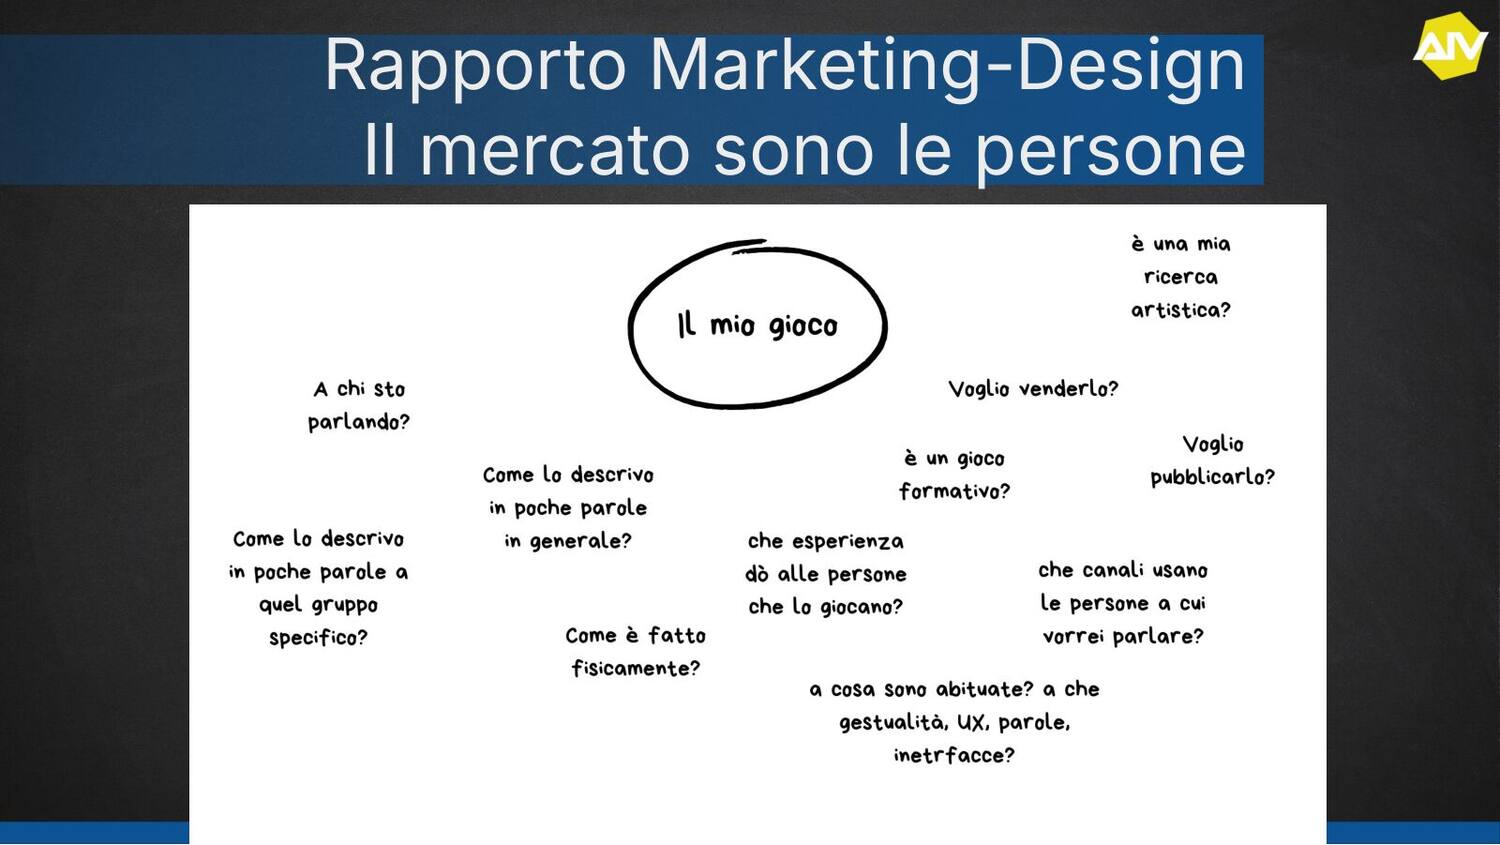 Rapporto Marketing-Design
Il mercato sono le persone
AIV
Il mio gioco
è una mia
ricerca
artistica?
A chi sto
parlando?
Voglio venderlo?
Voglio
pubblicarlo?
è un gioco
formativo?
Come lo descrivo
in poche parole
in generale?
Come lo descrivo
in poche parole a
quel gruppo
specifico?
che esperienza
dò alle persone
che lo giocano?
che canali usano
le persone a cui
vorrei parlare?
Come è fatto
fisicamente?
a cosa sono abituate? a che
gestualità, UX, parole,
inetrfacce?